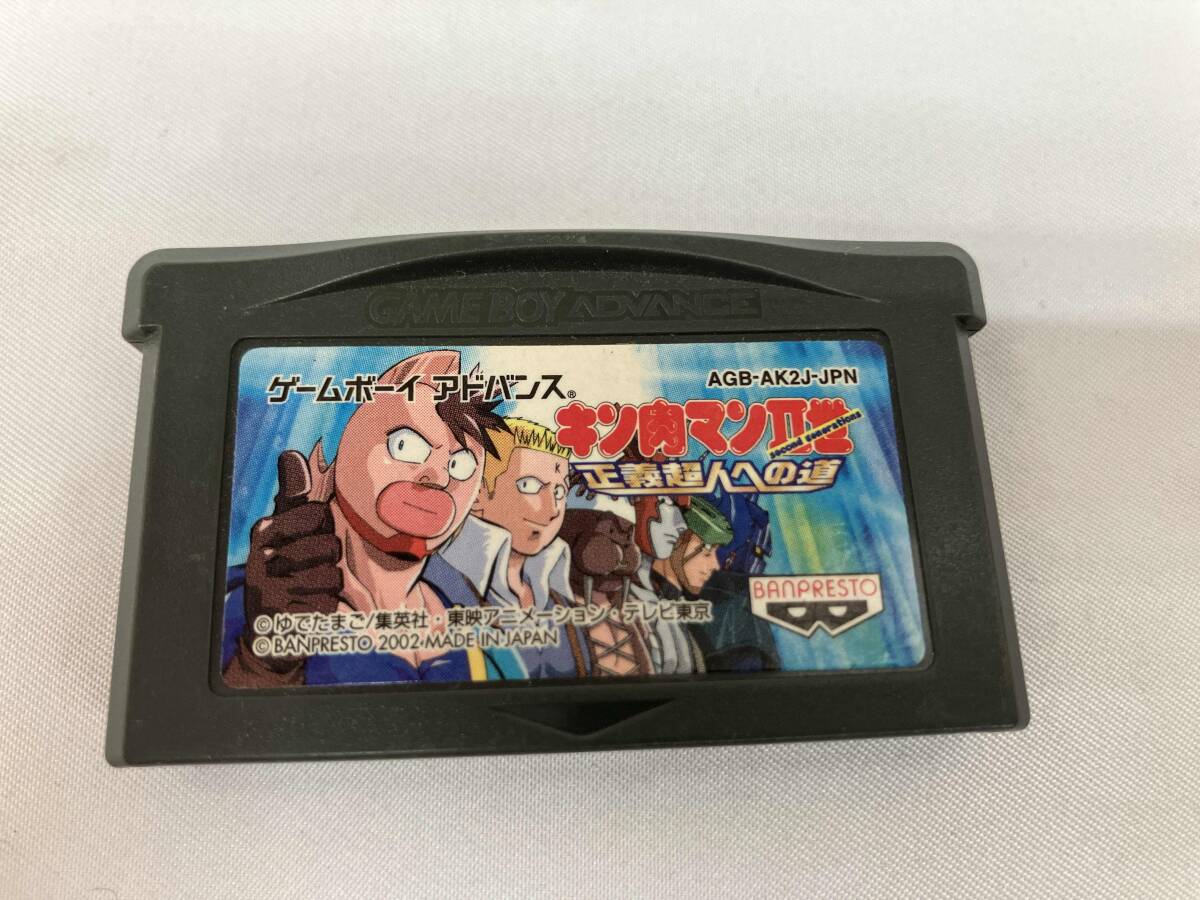 GAME BOY ADVANCE
ゲームボーイ アドバンス®
AGB-AK2J-JPN
キン肉マンII世
second generations
正義超人への道
K
BANPRESTO
©ゆでたまご/集英社・東映アニメーション・テレビ東京
©BANPRESTO 2002 MADE IN JAPAN